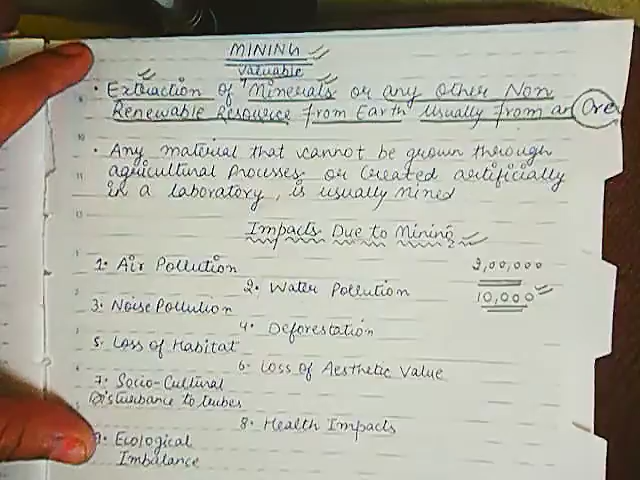 MINING
Valuable
• Extraction of Minerals or any other Non
Renewable Resource from Earth Usually from an Ore
• Any material that cannot be grown through
agricultural processes or created artificially
in a laboratory, is usually mined
Impacts Due to Mining
1. Air Pollution
2,00,000
2. Water Pollution
10,000
3. Noise Pollution
4. Deforestation
5. Loss of Habitat
6. Loss of Aesthetic Value
7. Socio-Cultural
Disturbance to tribes
8. Health Impacts
9. Ecological
Imbalance